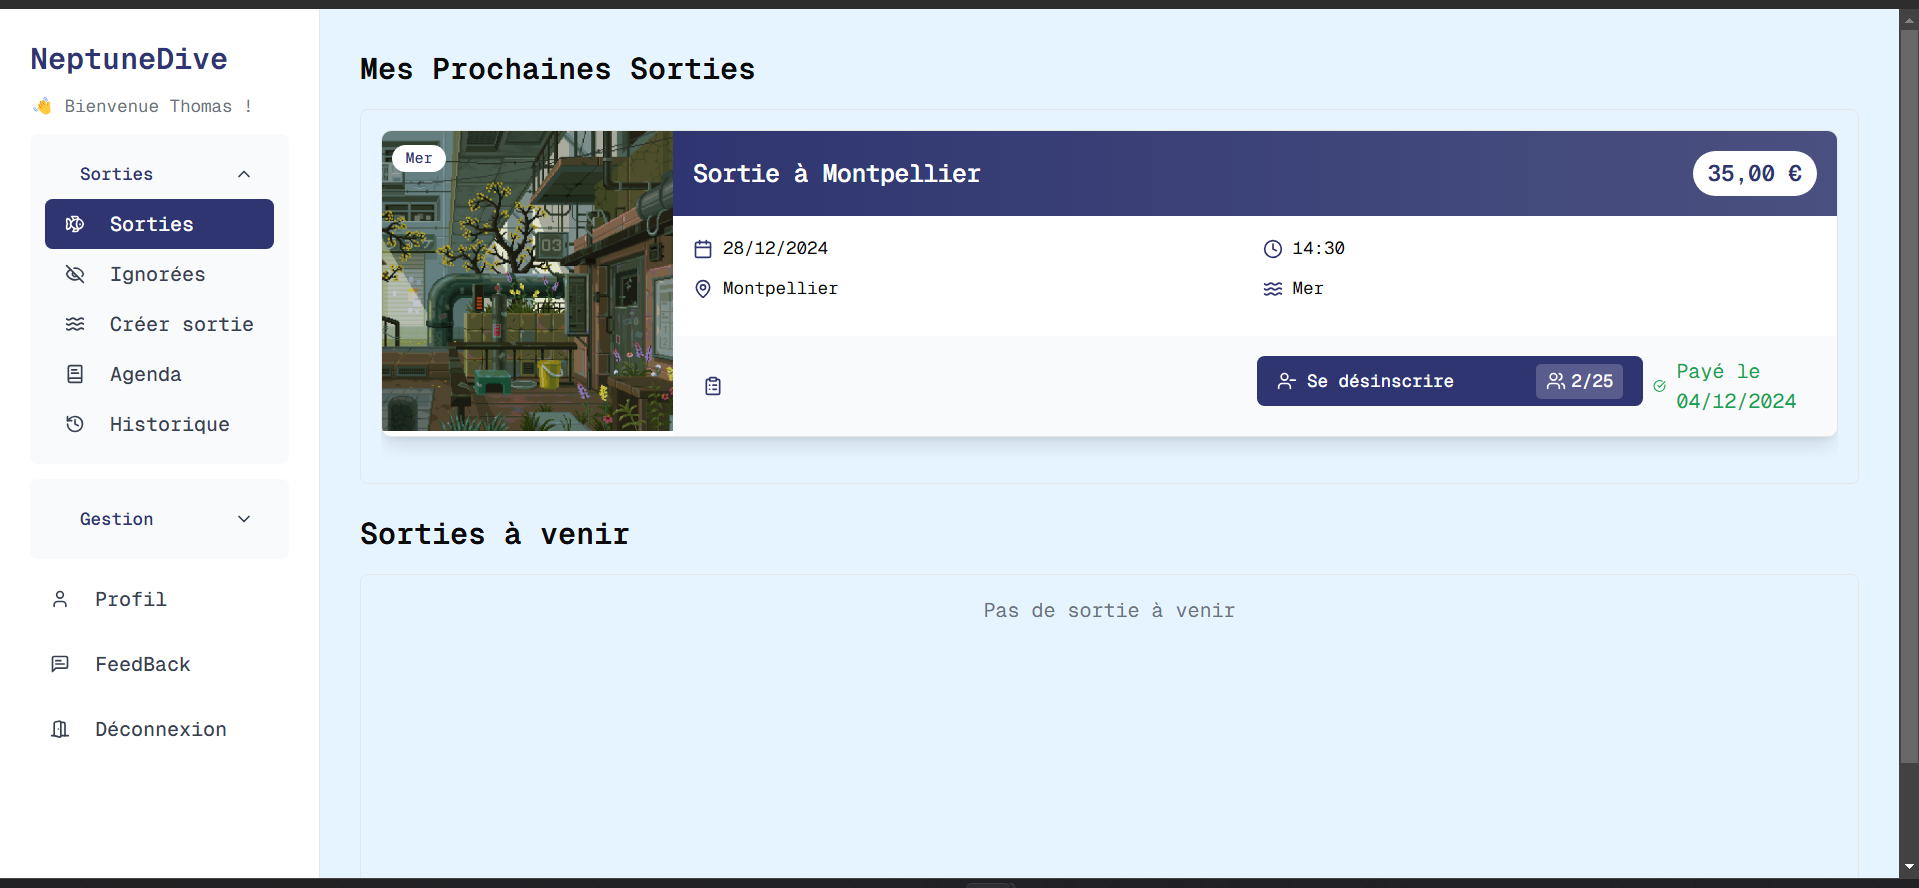 NeptuneDive
👋 Bienvenue Thomas !
Sorties
Sorties
Ignorées
Créer sortie
Agenda
Historique
Gestion
Profil
FeedBack
Déconnexion
Mes Prochaines Sorties
Mer
03
Sortie à Montpellier
35,00 €
28/12/2024
14:30
Montpellier
Mer
Se désinscrire
2/25
Payé le
04/12/2024
Sorties à venir
Pas de sortie à venir